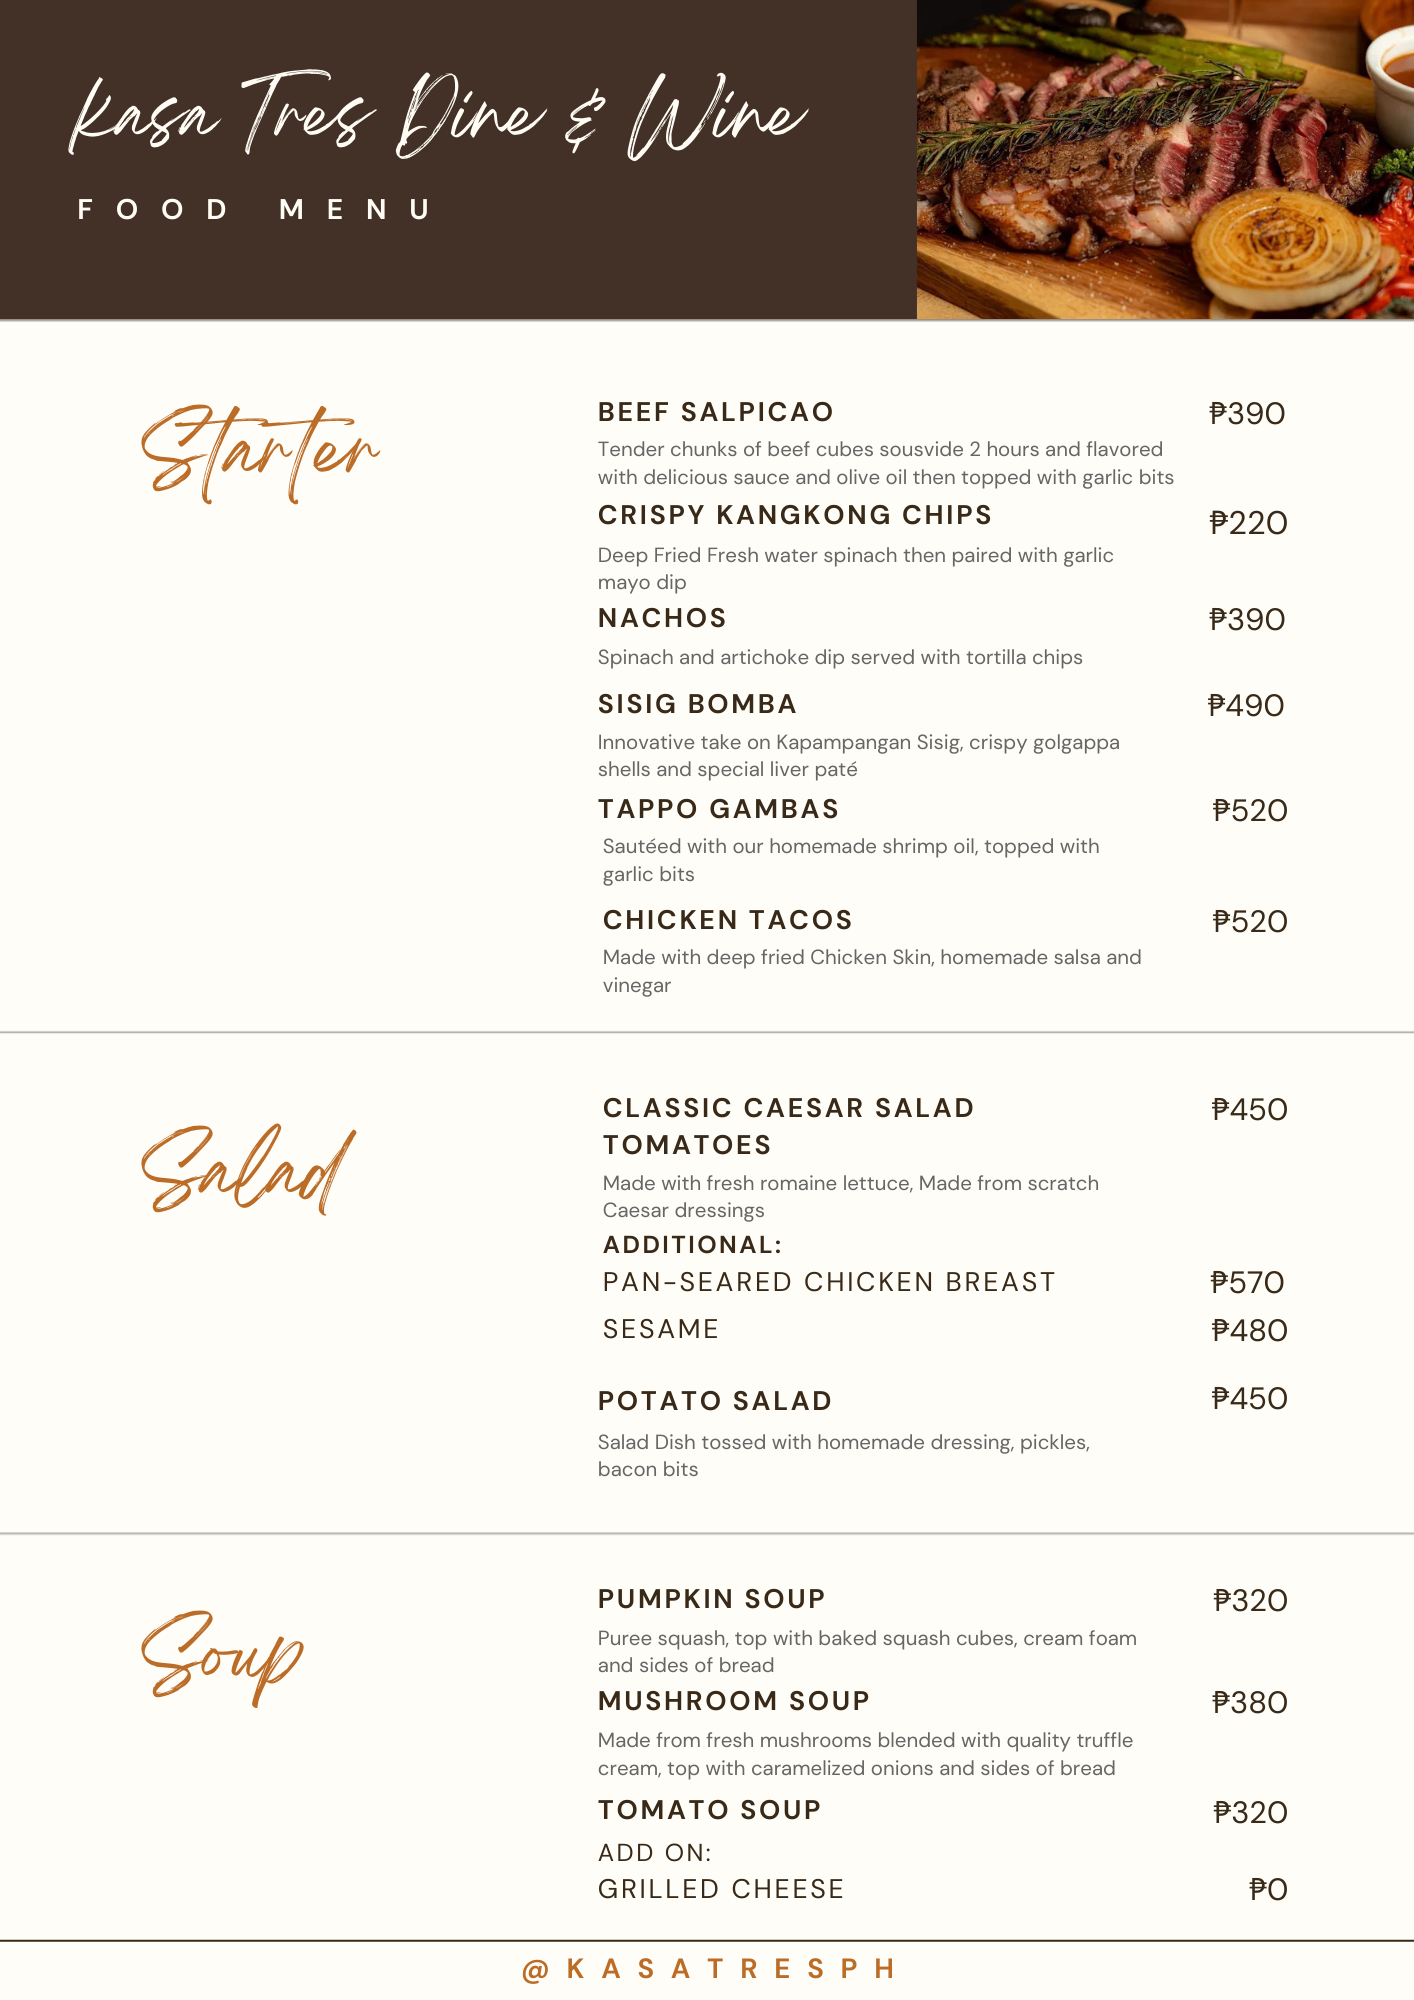 Kasa Tres Dine & Wine
FOOD MENU
Starter
BEEF SALPICAO ₱390
Tender chunks of beef cubes sousvide 2 hours and flavored
with delicious sauce and olive oil then topped with garlic bits
CRISPY KANGKONG CHIPS ₱220
Deep Fried Fresh water spinach then paired with garlic
mayo dip
NACHOS ₱390
Spinach and artichoke dip served with tortilla chips
SISIG BOMBA ₱490
Innovative take on Kapampangan Sisig, crispy golgappa
shells and special liver paté
TAPPO GAMBAS ₱520
Sautéed with our homemade shrimp oil, topped with
garlic bits
CHICKEN TACOS ₱520
Made with deep fried Chicken Skin, homemade salsa and
vinegar
Salad
CLASSIC CAESAR SALAD ₱450
TOMATOES
Made with fresh romaine lettuce, Made from scratch
Caesar dressings
ADDITIONAL:
PAN-SEARED CHICKEN BREAST ₱570
SESAME ₱480
POTATO SALAD ₱450
Salad Dish tossed with homemade dressing, pickles,
bacon bits
Soup
PUMPKIN SOUP ₱320
Puree squash, top with baked squash cubes, cream foam
and sides of bread
MUSHROOM SOUP ₱380
Made from fresh mushrooms blended with quality truffle
cream, top with caramelized onions and sides of bread
TOMATO SOUP ₱320
ADD ON:
GRILLED CHEESE ₱0
@KASATRESPH